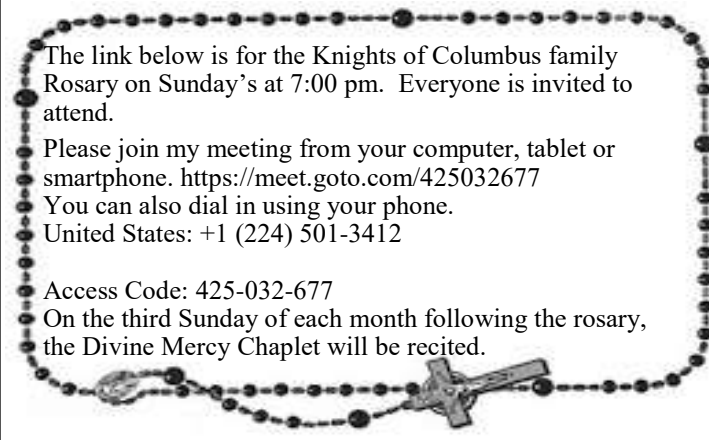 The link below is for the Knights of Columbus family
Rosary on Sunday’s at 7:00 pm.  Everyone is invited to
attend.
Please join my meeting from your computer, tablet or
smartphone. https://meet.goto.com/425032677
You can also dial in using your phone.
United States: +1 (224) 501-3412
Access Code: 425-032-677
On the third Sunday of each month following the rosary,
the Divine Mercy Chaplet will be recited.